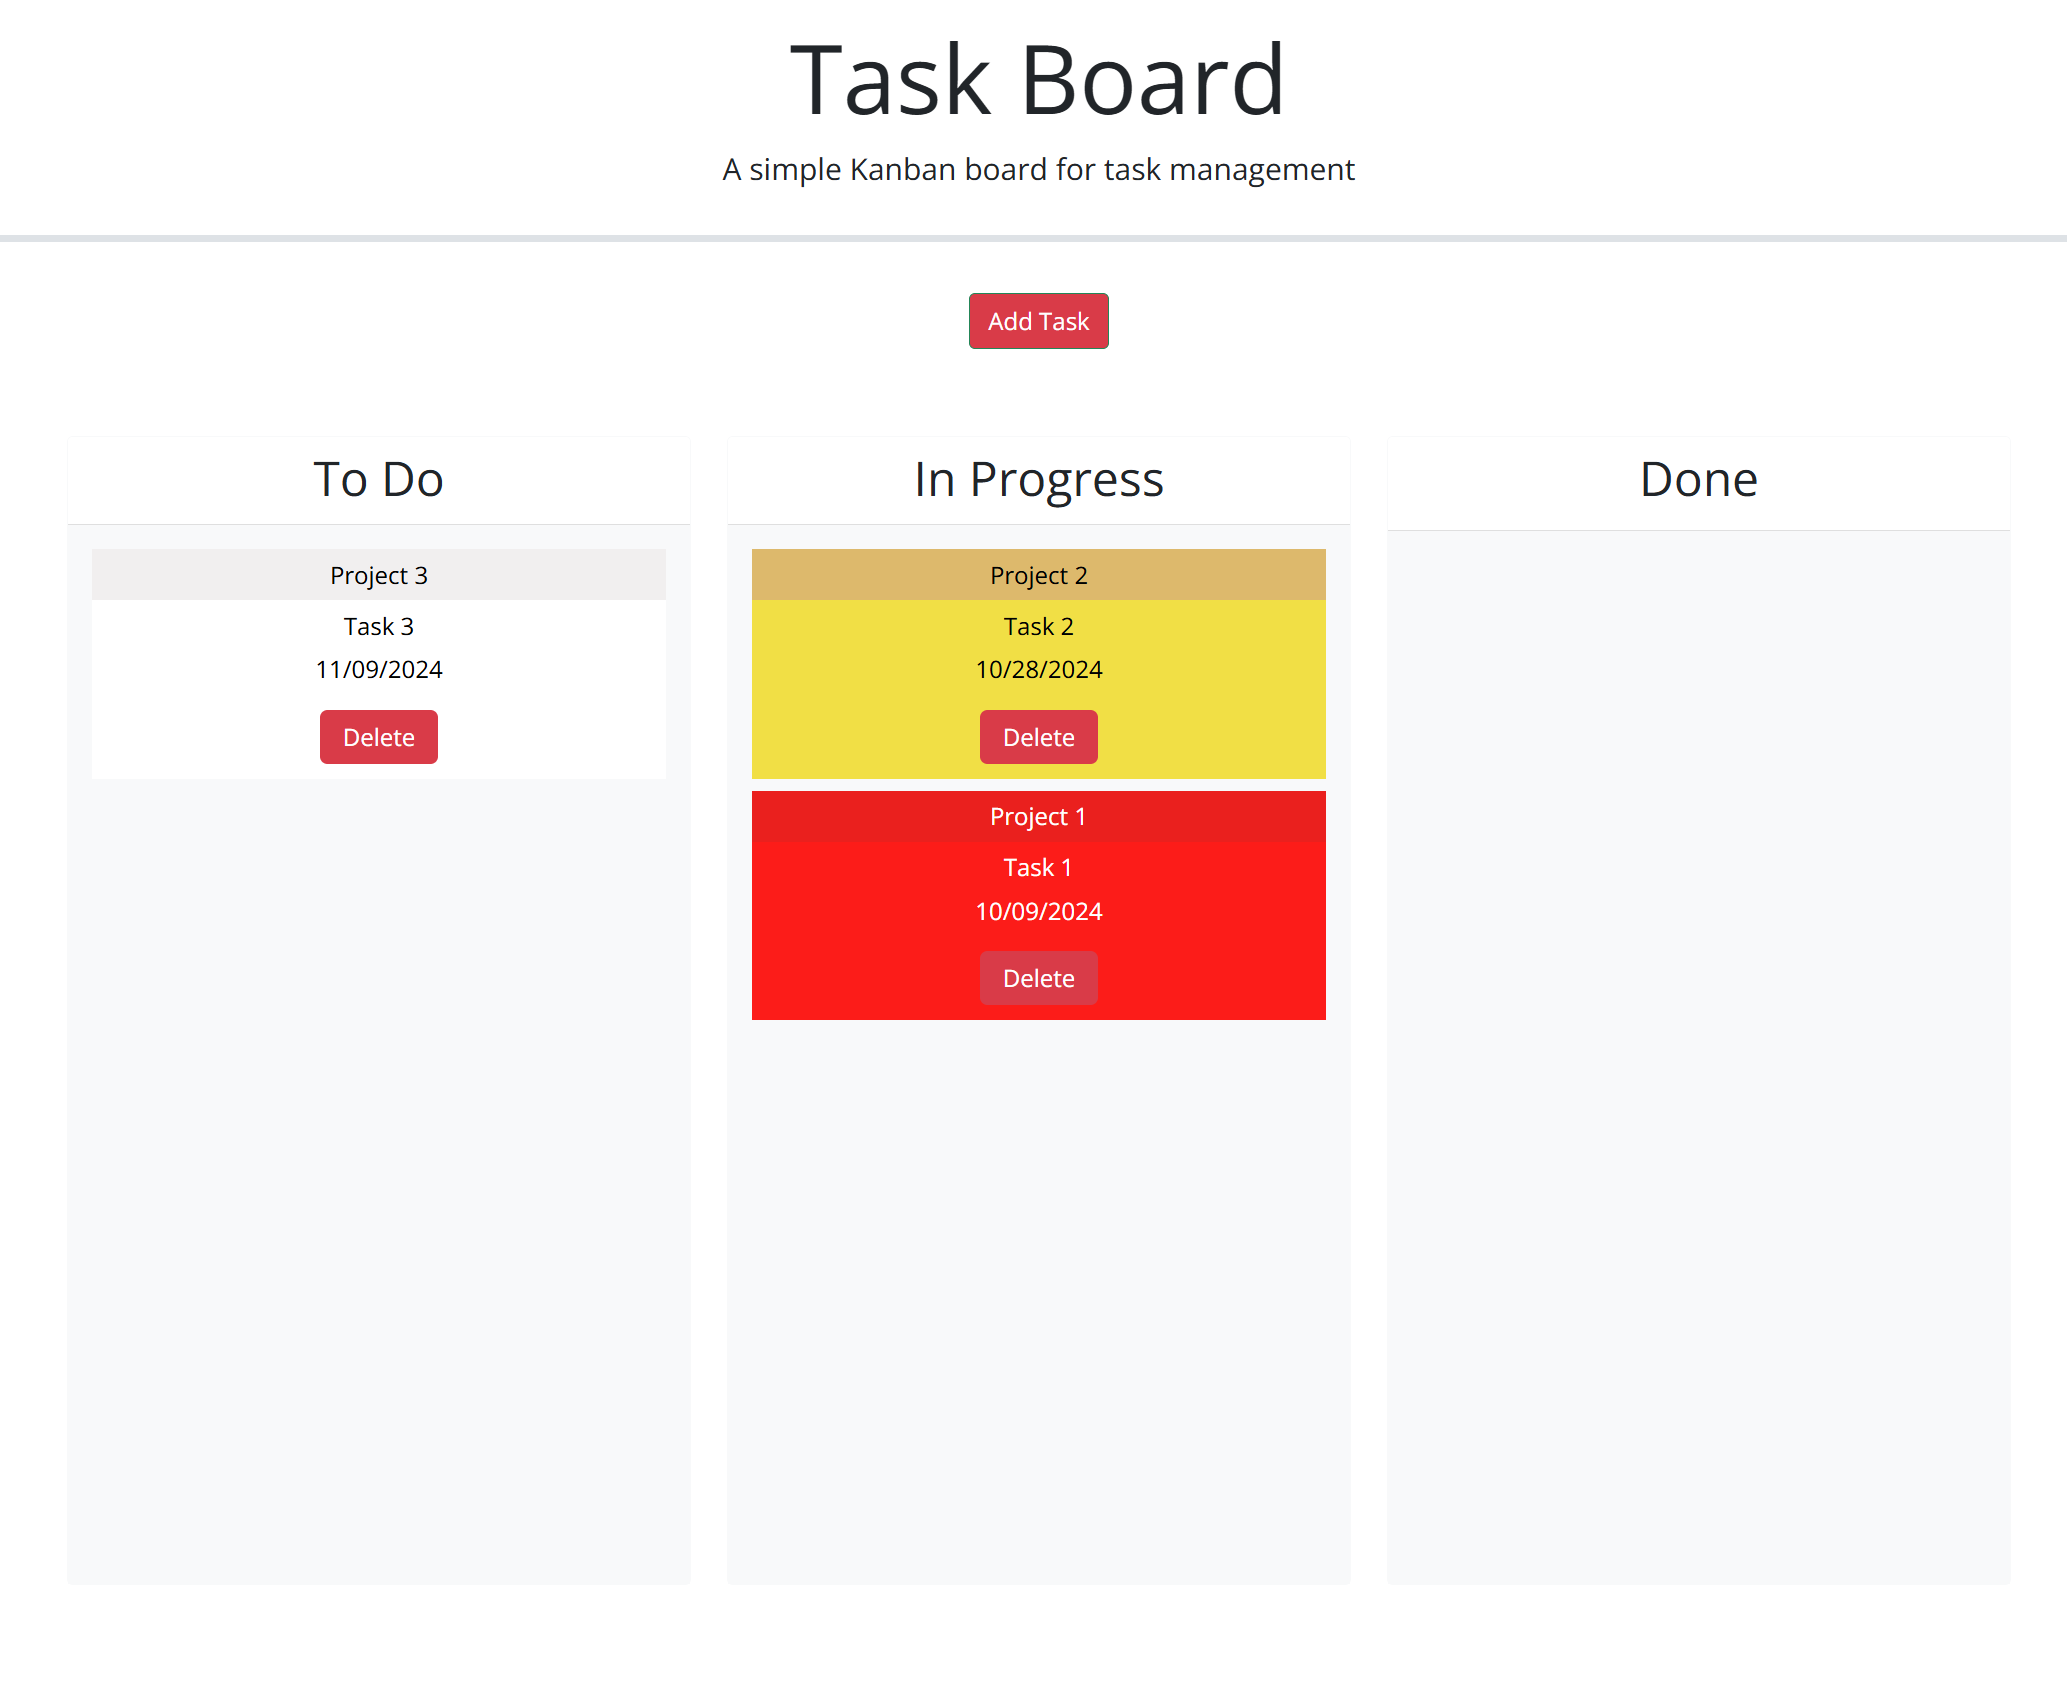 Task Board
A simple Kanban board for task management
Add Task
To Do
Project 3
Task 3
11/09/2024
Delete
In Progress
Project 2
Task 2
10/28/2024
Delete
Project 1
Task 1
10/09/2024
Delete
Done